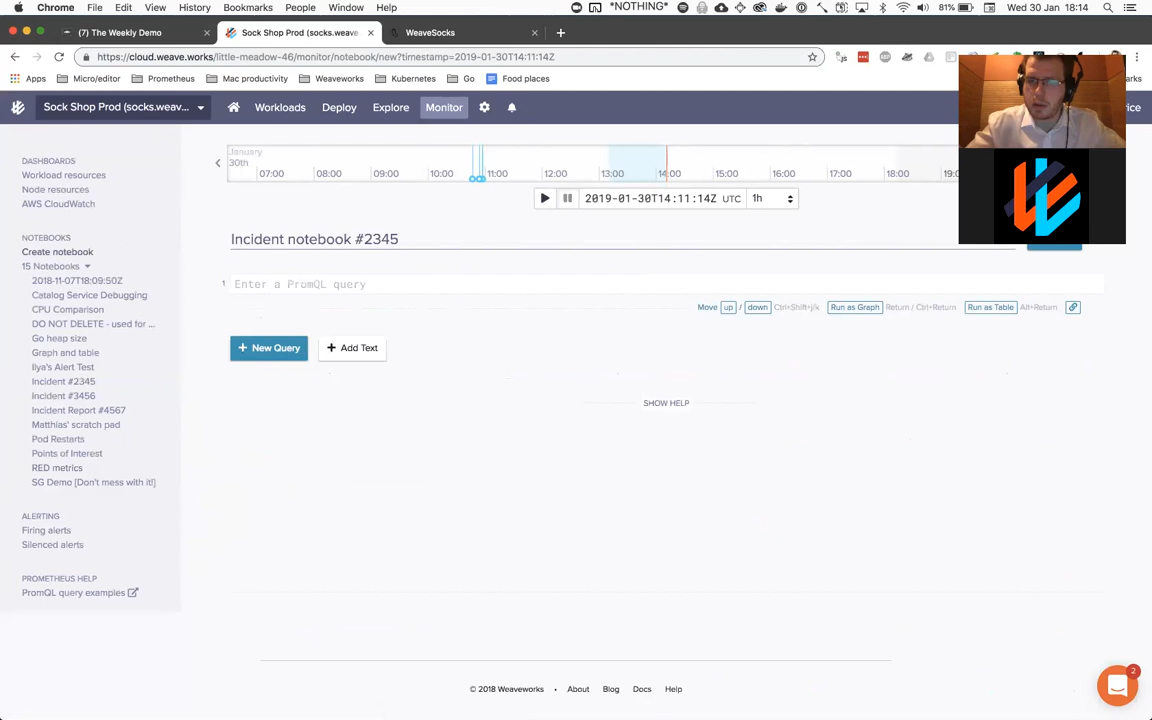 Chrome File Edit View History Bookmarks People Window Help *NOTHING* 81% Wed 30 Jan 18:14
(7) The Weekly Demo Sock Shop Prod (socks.weave... WeaveSocks
https://cloud.weave.works/little-meadow-46/monitor/notebook/new?timestamp=2019-01-30T14:11:14Z
Apps Micro/editor Prometheus Mac productivity Weaveworks Kubernetes Go Food places
Sock Shop Prod (socks.weav... Workloads Deploy Explore Monitor
January
30th
07:00 08:00 09:00 10:00 11:00 12:00 13:00 14:00 15:00 16:00 17:00 18:00
2019-01-30T14:11:14Z UTC 1h
DASHBOARDS
Workload resources
Node resources
AWS CloudWatch
NOTEBOOKS
Create notebook
15 Notebooks
2018-11-07T18:09:50Z
Catalog Service Debugging
CPU Comparison
DO NOT DELETE - used for ...
Go heap size
Graph and table
Ilya's Alert Test
Incident #2345
Incident #3456
Incident Report #4567
Matthias' scratch pad
Pod Restarts
Points of Interest
RED metrics
SG Demo [Don't mess with it!]
ALERTING
Firing alerts
Silenced alerts
PROMETHEUS HELP
PromQL query examples
Incident notebook #2345
1 Enter a PromQL query
Move up / down Ctrl+Shift+j/k Run as Graph Return / Ctrl+Return Run as Table Alt+Return
+ New Query + Add Text
SHOW HELP
© 2018 Weaveworks • About Blog Docs Help
2